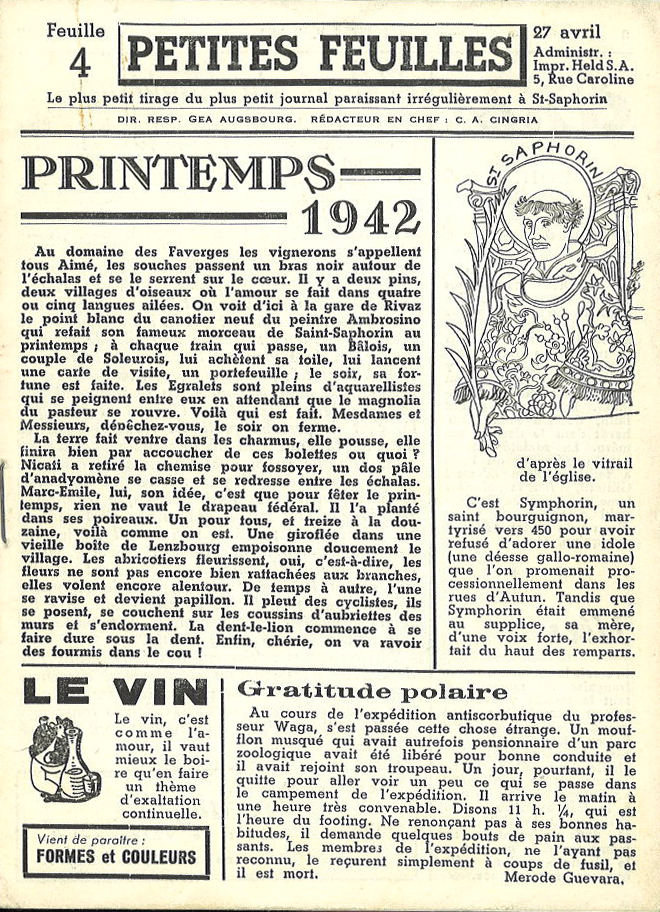 Feuille
4
PETITES FEUILLES
27 avril
Administr. :
Impr. Held S. A.
5, Rue Caroline
Le plus petit tirage du plus petit journal paraissant irrégulièrement à St-Saphorin
DIR. RESP. GEA AUGSBOURG. RÉDACTEUR EN CHEF : C. A. CINGRIA
PRINTEMPS
1942
Au domaine des Faverges les vignerons s'appellent
tous Aimé, les souches passent un bras noir autour de
l'échalas et se le serrent sur le cœur. Il y a deux pins,
deux villages d'oiseaux où l'amour se fait dans quatre
ou cinq langues ailées. On voit d'ici à la gare de Rivaz
le point blanc du canotier neuf du peintre Ambrosino
qui refait son fameux morceau de Saint-Saphorin au
printemps ; à chaque train qui passe, un Bâlois, un
couple de Soleurois, lui achètent sa toile, lui lancent
une carte de visite, un portefeuille ; le soir, sa for-
tune est faite. Les Egralets sont pleins d'aquarellistes
qui se peignent entre eux en attendant que le magnolia
du pasteur se rouvre. Voilà qui est fait. Mesdames et
Messieurs, dépêchez-vous, le soir on ferme.
La terre fait ventre dans les charmus, elle pousse, elle
finira bien par accoucher de ces bolettes ou quoi ?
Nicati a retiré la chemise pour fossoyer, un dos pâle
d'anadyomène se casse et se redresse entre les échalas.
Marc-Emile, lui, son idée, c'est que pour fêter le prin-
temps, rien ne vaut le drapeau fédéral. Il l'a planté
dans ses poireaux. Un pour tous, et treize à la dou-
zaine, voilà comme on est. Une giroflée dans une
vieille boîte de Lenzbourg empoisonne doucement le
village. Les abricotiers fleurissent, oui, c'est-à-dire, les
fleurs ne sont pas encore bien rattachées aux branches,
elles volent encore alentour. De temps à autre, l'une
se ravise et devient papillon. Il pleut des cyclistes, ils
se posent, se couchent sur les coussins d'aubriettes des
murs et s'endorment. La dent-de-lion commence à se
faire dure sous la dent. Enfin, chérie, on va ravoir
des fourmis dans le cou !
ST SAPHORIN
d'après le vitrail
de l'église.
C'est Symphorin, un
saint bourguignon, mar-
tyrisé vers 450 pour avoir
refusé d'adorer une idole
(une déesse gallo-romaine)
que l'on promenait pro-
cessionnellement dans les
rues d'Autun. Tandis que
Symphorin était emmené
au supplice, sa mère,
d'une voix forte, l'exhor-
tait du haut des remparts.
LE VIN
Le vin, c'est
comme l'a-
mour, il vaut
mieux le boi-
re qu'en faire
un thème
d'exaltation
continuelle.
Vient de paraître :
FORMES et COULEURS
Gratitude polaire
Au cours de l'expédition antiscorbutique du profes-
seur Waga, s'est passée cette chose étrange. Un mouf-
flon musqué qui avait autrefois pensionnaire d'un parc
zoologique avait été libéré pour bonne conduite et
il avait rejoint son troupeau. Un jour, pourtant, il le
quitte pour aller voir un peu ce qui se passe dans
le campement de l'expédition. Il arrive le matin à
une heure très convenable. Disons 11 h. ¼, qui est
l'heure du footing. Ne renonçant pas à ses bonnes ha-
bitudes, il demande quelques bouts de pain aux pas-
sants. Les membres de l'expédition, ne l'ayant pas
reconnu, le reçurent simplement à coups de fusil, et
il est mort.
Merode Guevara.